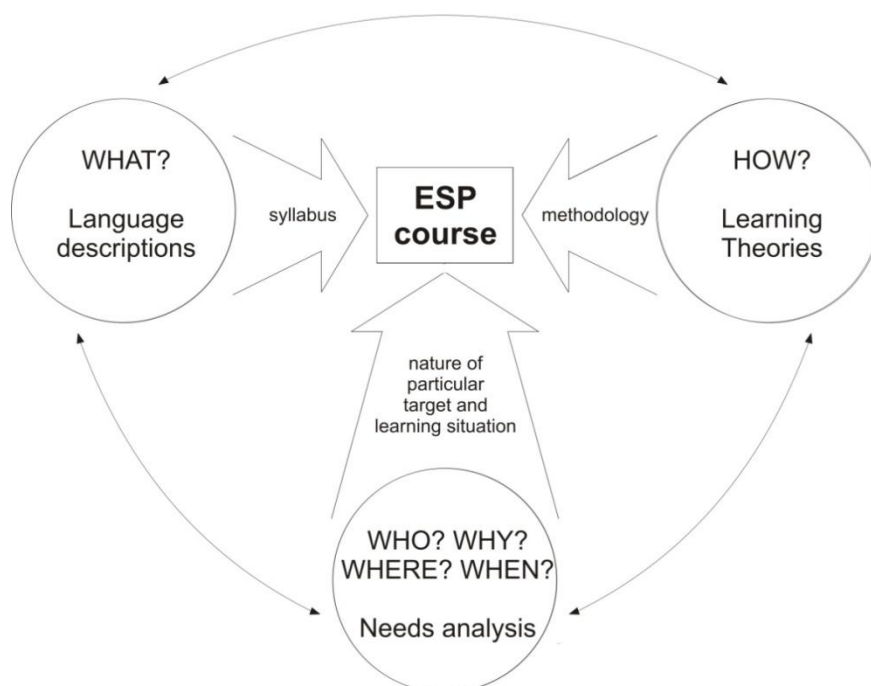 WHAT?
Language
descriptions
syllabus
ESP
course
methodology
HOW?
Learning
Theories
nature of
particular
target and
learning situation
WHO? WHY?
WHERE? WHEN?
Needs analysis